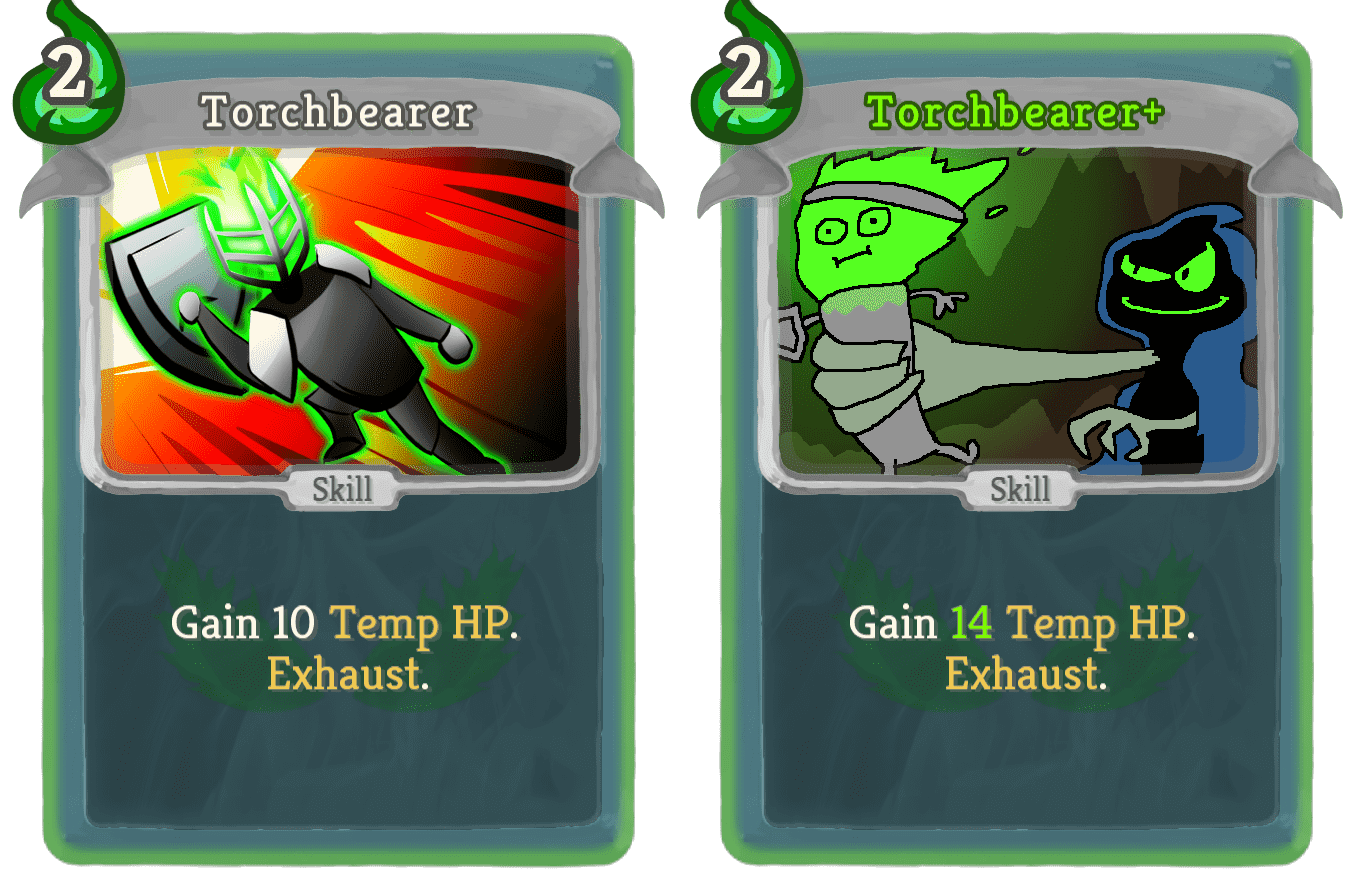 2
Torchbearer
Skill
Gain 10 Temp HP.
Exhaust.
2
Torchbearer+
Skill
Gain 14 Temp HP.
Exhaust.